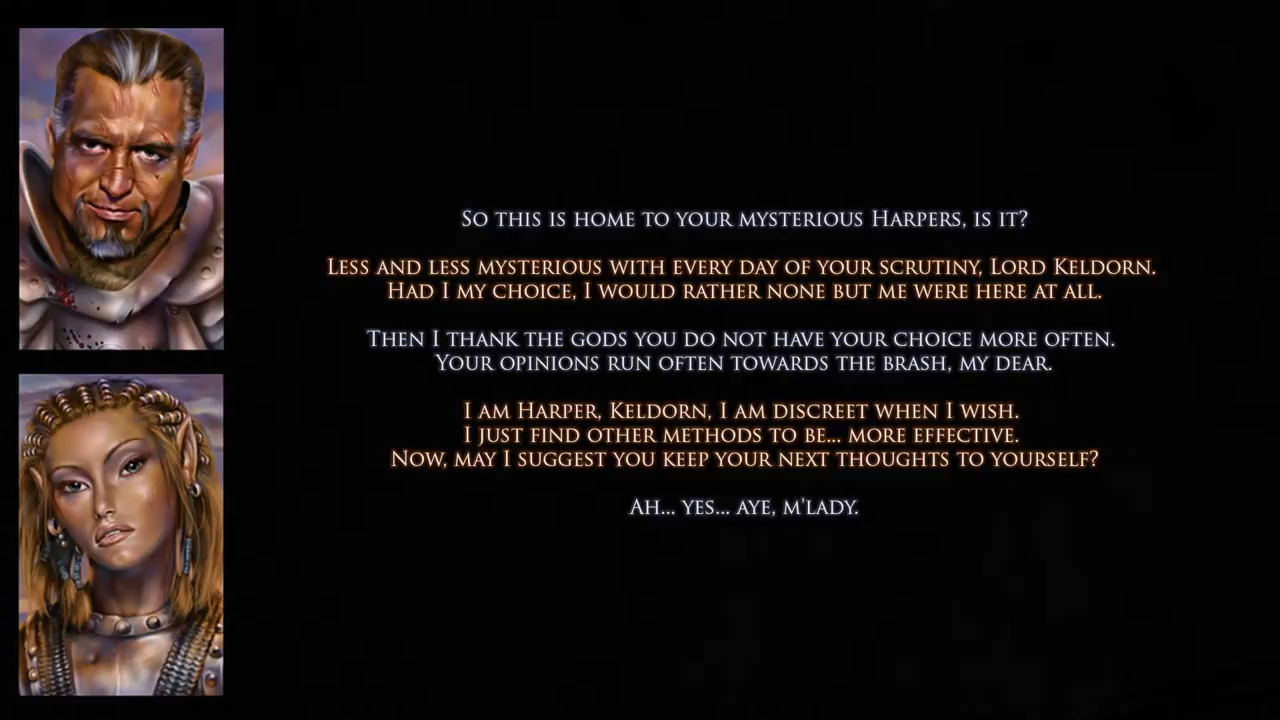 So this is home to your mysterious Harpers, is it?
Less and less mysterious with every day of your scrutiny, Lord Keldorn.
Had I my choice, I would rather none but me were here at all.
Then I thank the gods you do not have your choice more often.
Your opinions run often towards the brash, my dear.
I am Harper, Keldorn, I am discreet when I wish.
I just find other methods to be... more effective.
Now, may I suggest you keep your next thoughts to yourself?
Ah... yes... aye, m'lady.